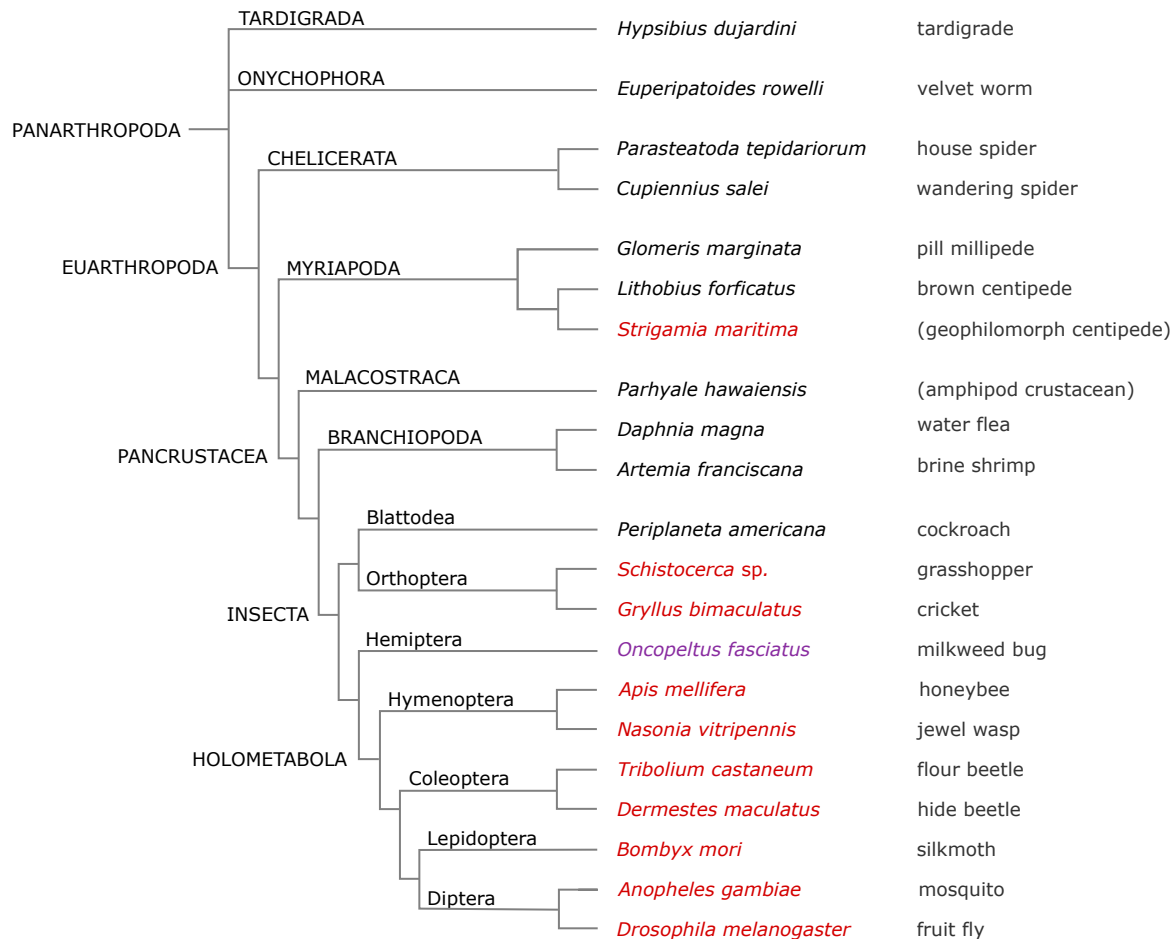 TARDIGRADA
Hypsibius dujardini tardigrade
ONYCHOPHORA
Euperipatoides rowelli velvet worm
PANARTHROPODA
CHELICERATA
Parasteatoda tepidariorum house spider
Cupiennius salei wandering spider
EUARTHROPODA
MYRIAPODA
Glomeris marginata pill millipede
Lithobius forficatus brown centipede
Strigamia maritima (geophilomorph centipede)
MALACOSTRACA
Parhyale hawaiensis (amphipod crustacean)
PANCRUSTACEA
BRANCHIOPODA
Daphnia magna water flea
Artemia franciscana brine shrimp
Blattodea
Periplaneta americana cockroach
Orthoptera
Schistocerca sp. grasshopper
Gryllus bimaculatus cricket
INSECTA
Hemiptera
Oncopeltus fasciatus milkweed bug
Hymenoptera
Apis mellifera honeybee
Nasonia vitripennis jewel wasp
HOLOMETABOLA
Coleoptera
Tribolium castaneum flour beetle
Dermestes maculatus hide beetle
Lepidoptera
Bombyx mori silkmoth
Diptera
Anopheles gambiae mosquito
Drosophila melanogaster fruit fly